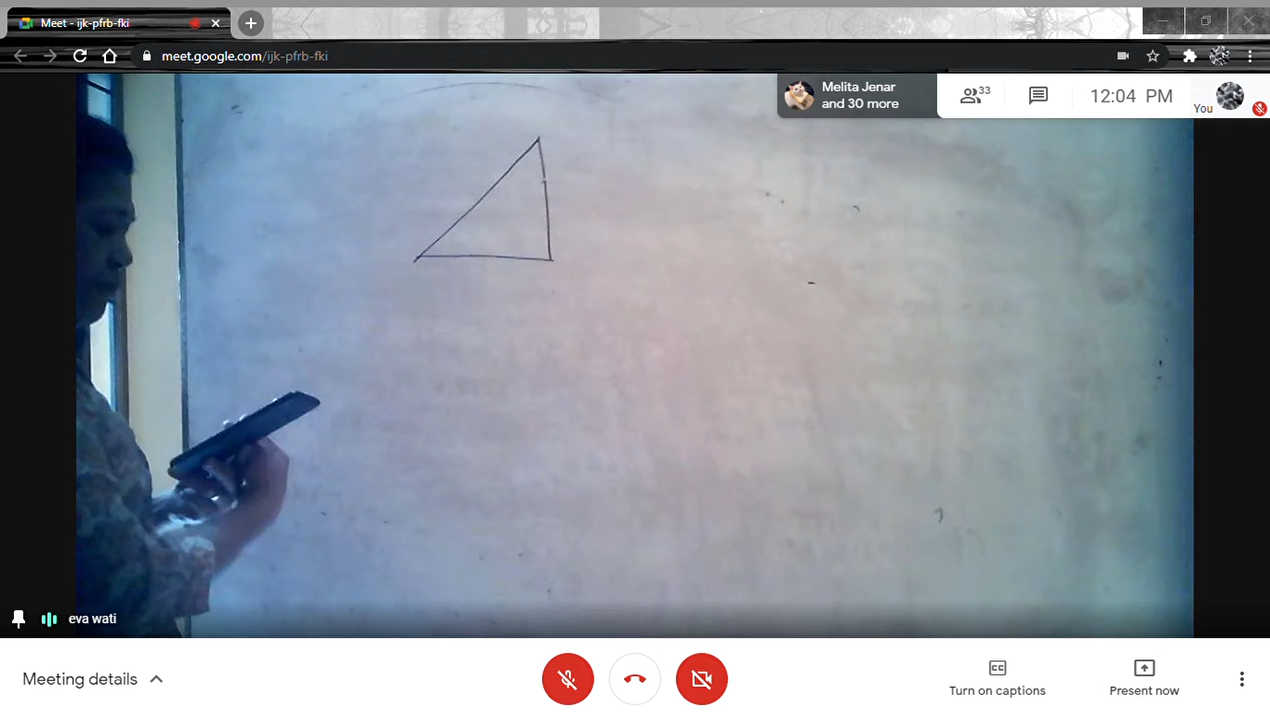 Meet - ijk-pfrb-fki
meet.google.com/ijk-pfrb-fki
Melita Jenar
and 30 more
33
12:04 PM
You
eva wati
Meeting details
CC
Turn on captions
Present now